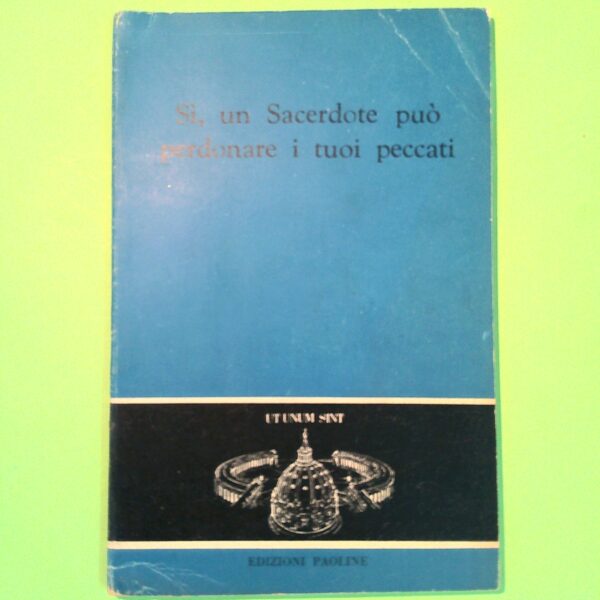 Sì, un Sacerdote può
perdonare i tuoi peccati
UT UNUM SINT
EDIZIONI PAOLINE